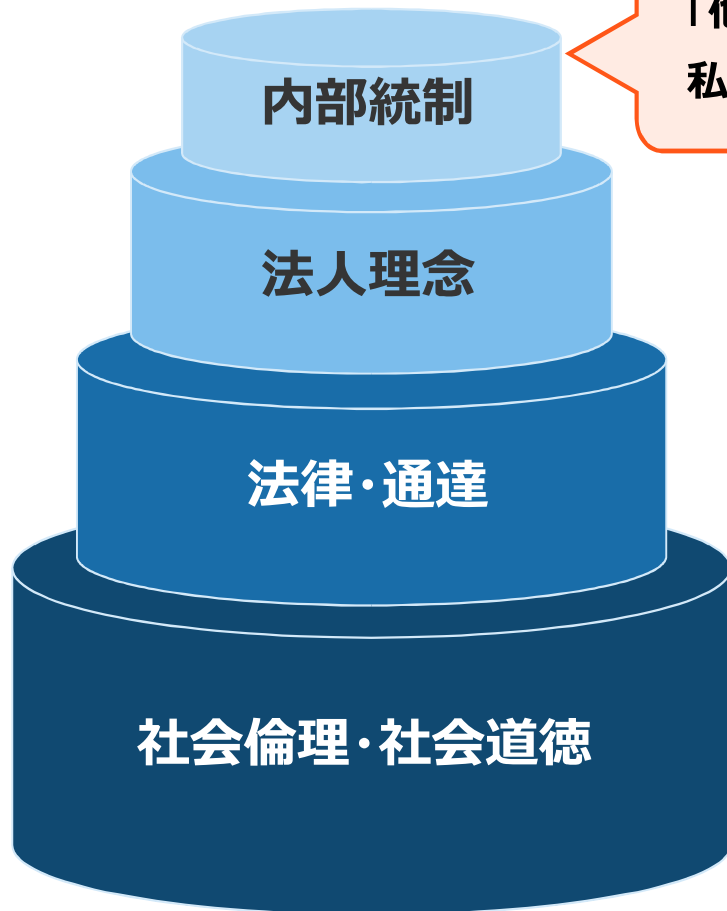 「他
私
内部統制
法人理念
法律・通達
社会倫理・社会道徳